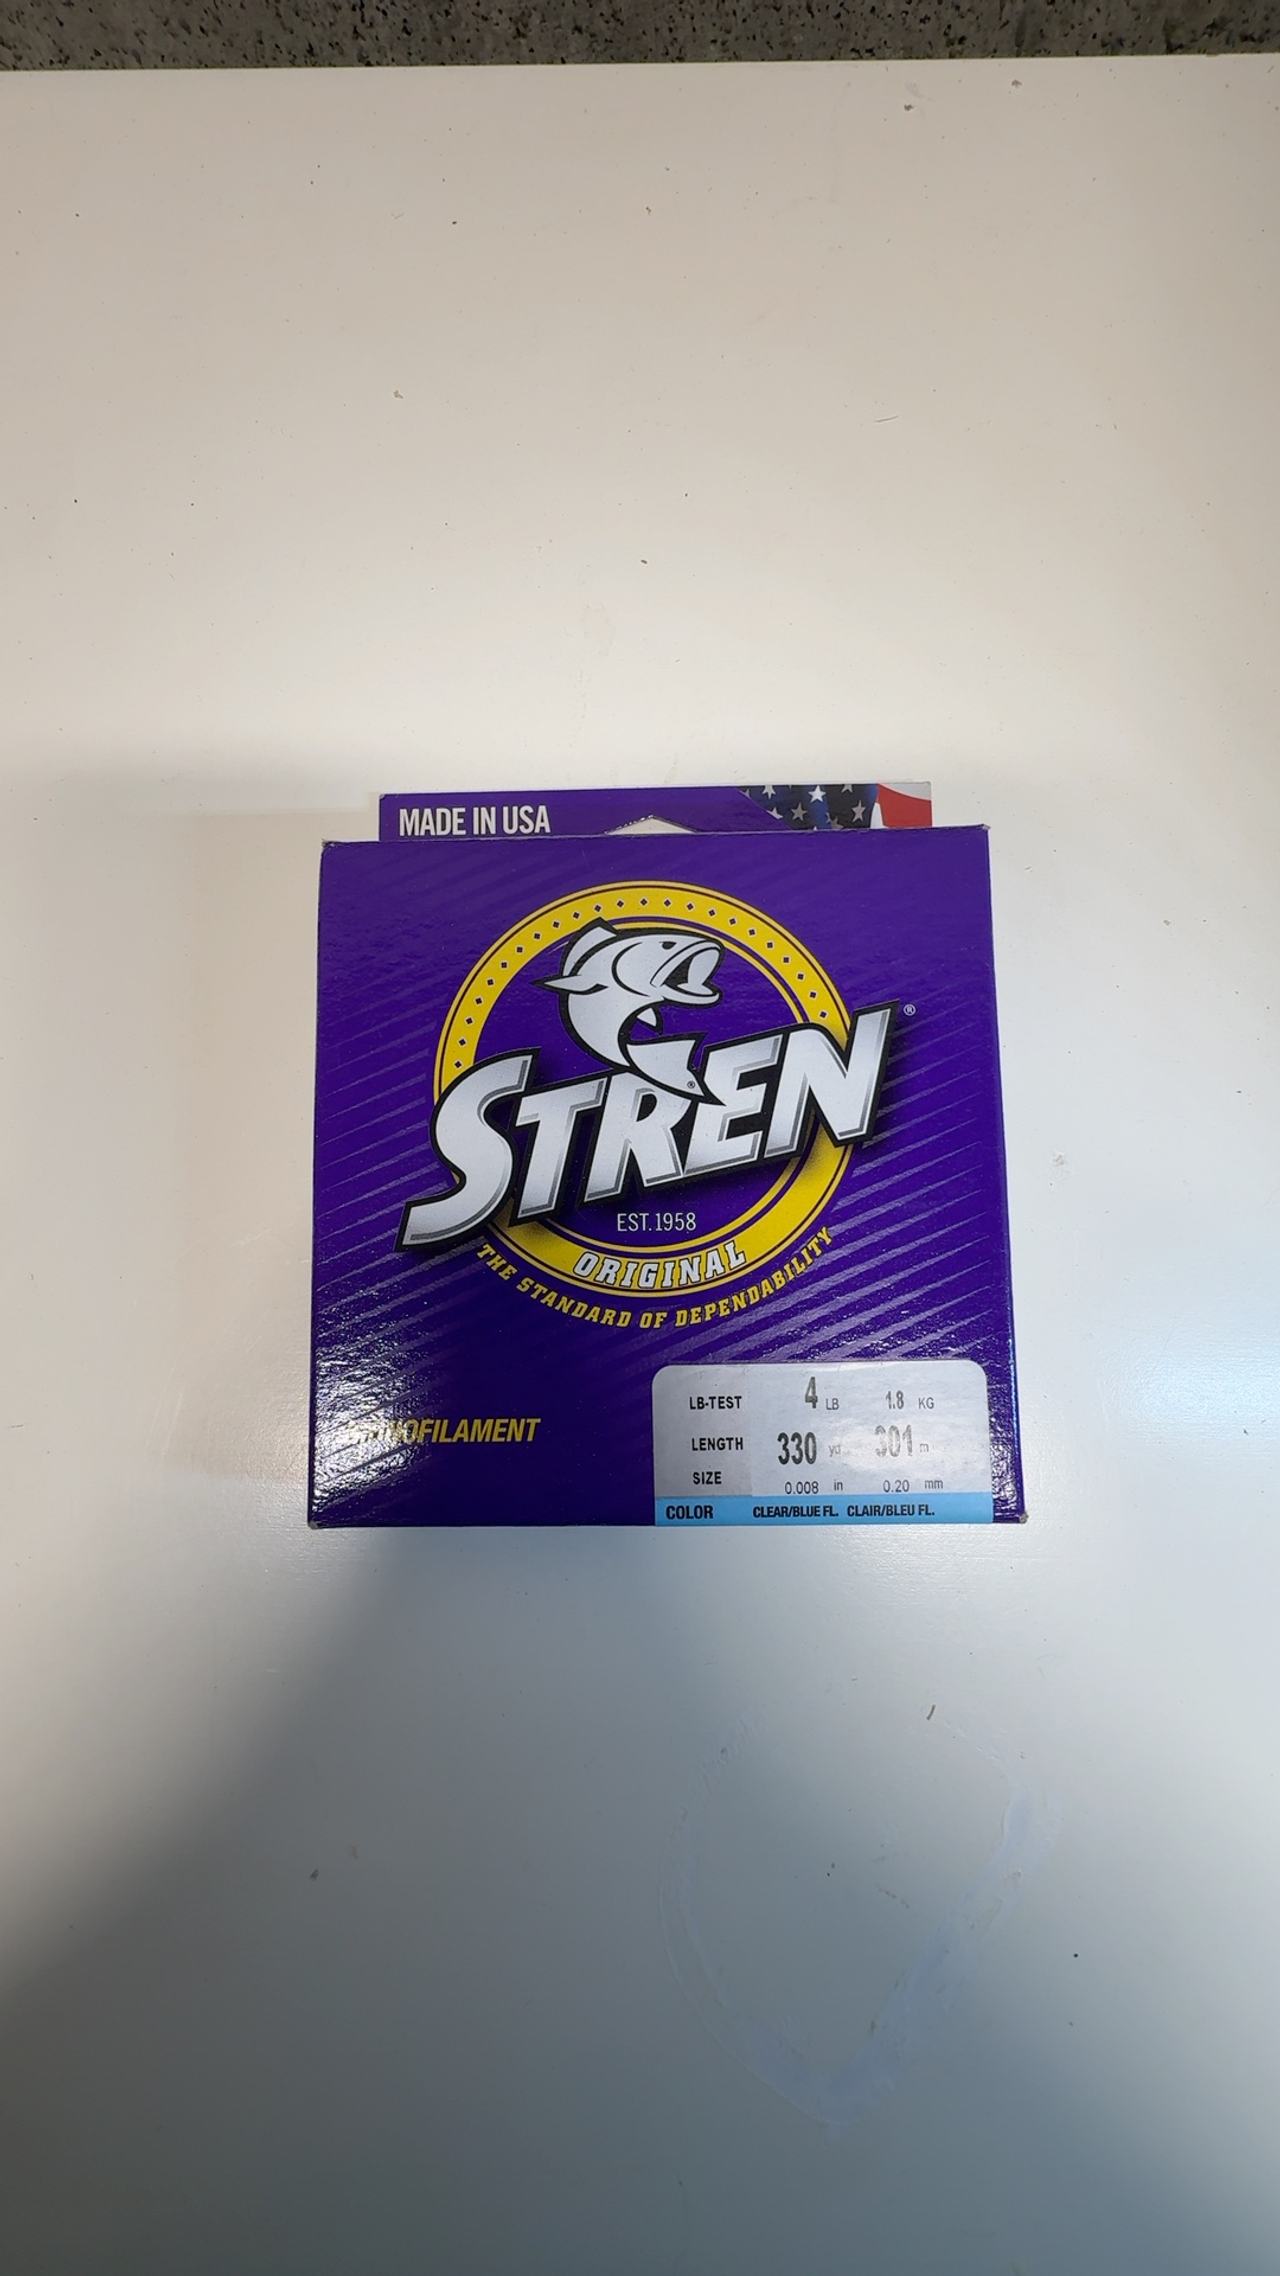 MADE IN USA
STREN®
EST. 1958
ORIGINAL
THE STANDARD OF DEPENDABILITY
MONOFILAMENT
LB-TEST 4 LB 1.8 KG
LENGTH 330 yd 301 m
SIZE 0.008 in 0.20 mm
COLOR CLEAR/BLUE FL. CLAIR/BLEU FL.